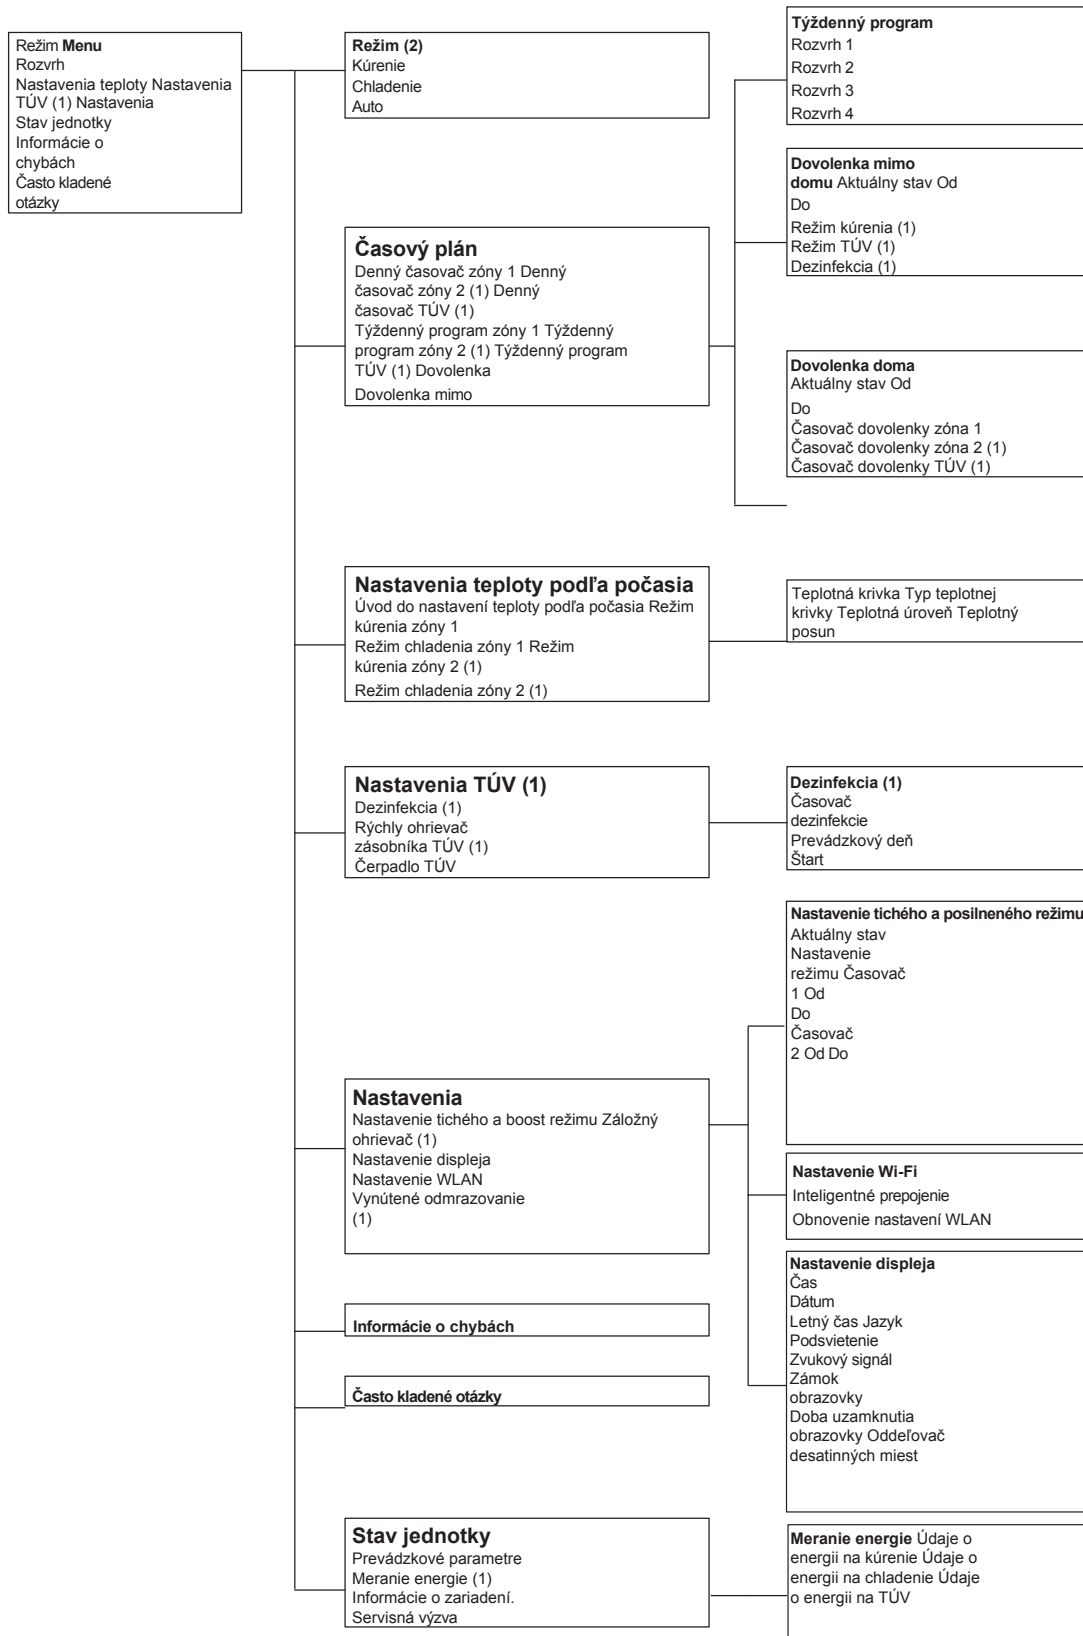 Režim Menu
Rozvrh
Nastavenia teploty Nastavenia
TÚV (1) Nastavenia
Stav jednotky
Informácie o
chybách
Často kladené
otázky
Režim (2)
Kúrenie
Chladenie
Auto
Týždenný program
Rozvrh 1
Rozvrh 2
Rozvrh 3
Rozvrh 4
Dovolenka mimo
domu Aktuálny stav Od
Do
Režim kúrenia (1)
Režim TÚV (1)
Dezinfekcia (1)
Časový plán
Denný časovač zóny 1 Denný
časovač zóny 2 (1) Denný
časovač TÚV (1)
Týždenný program zóny 1 Týždenný
program zóny 2 (1) Týždenný program
TÚV (1) Dovolenka
Dovolenka mimo
Dovolenka doma
Aktuálny stav Od
Do
Časovač dovolenky zóna 1
Časovač dovolenky zóna 2 (1)
Časovač dovolenky TÚV (1)
Nastavenia teploty podľa počasia
Úvod do nastavení teploty podľa počasia Režim
kúrenia zóny 1
Režim chladenia zóny 1 Režim
kúrenia zóny 2 (1)
Režim chladenia zóny 2 (1)
Teplotná krivka Typ teplotnej
krivky Teplotná úroveň Teplotný
posun
Nastavenia TÚV (1)
Dezinfekcia (1)
Rýchly ohrievač
zásobníka TÚV (1)
Čerpadlo TÚV
Dezinfekcia (1)
Časovač
dezinfekcie
Prevádzkový deň
Štart
Nastavenie tichého a posilneného režimu
Aktuálny stav
Nastavenie
režimu Časovač
1 Od
Do
Časovač
2 Od Do
Nastavenia
Nastavenie tichého a boost režimu Záložný
ohrievač (1)
Nastavenie displeja
Nastavenie WLAN
Vynútené odmrazovanie
(1)
Nastavenie Wi-Fi
Inteligentné prepojenie
Obnovenie nastavení WLAN
Nastavenie displeja
Čas
Dátum
Letný čas Jazyk
Podsvietenie
Zvukový signál
Zámok
obrazovky
Doba uzamknutia
obrazovky Oddeľovač
desatinných miest
Informácie o chybách
Často kladené otázky
Stav jednotky
Prevádzkové parametre
Meranie energie (1)
Informácie o zariadení.
Servisná výzva
Meranie energie Údaje o
energii na kúrenie Údaje o
energii na chladenie Údaje
o energii na TÚV